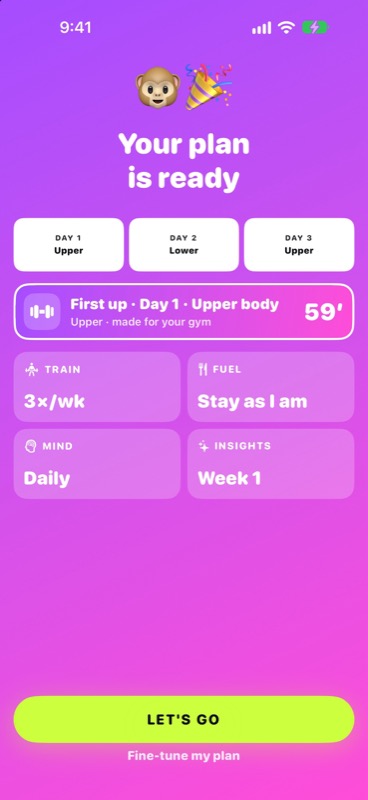 9:41
Your plan
is ready
DAY 1
Upper
DAY 2
Lower
DAY 3
Upper
First up · Day 1 · Upper body
Upper · made for your gym
59′
TRAIN
3×/wk
FUEL
Stay as I am
MIND
Daily
INSIGHTS
Week 1
LET'S GO
Fine-tune my plan